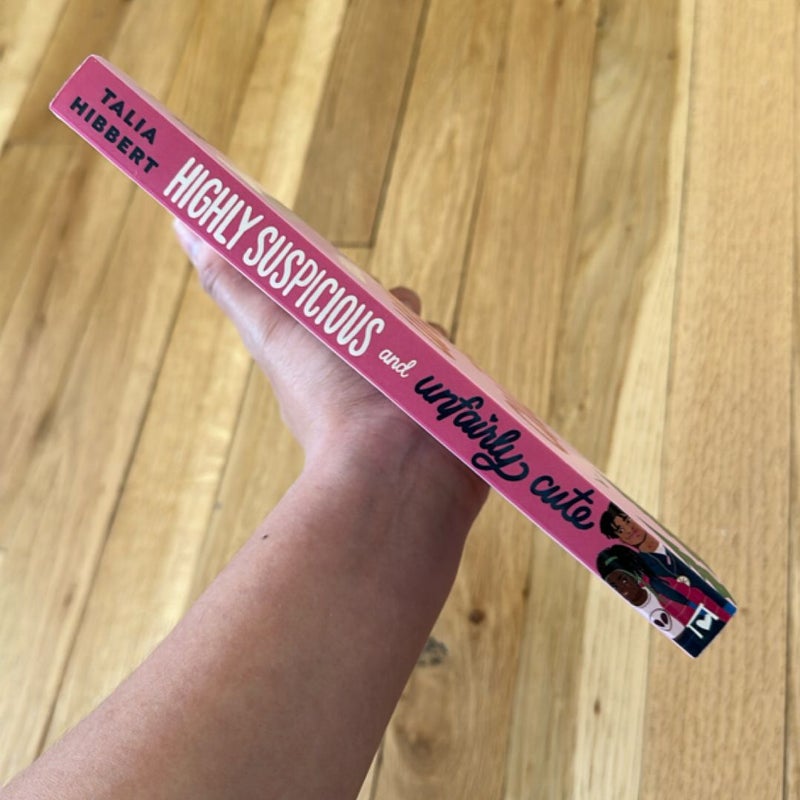 TALIA
HIBBERT
HIGHLY SUSPICIOUS and unfairly cute